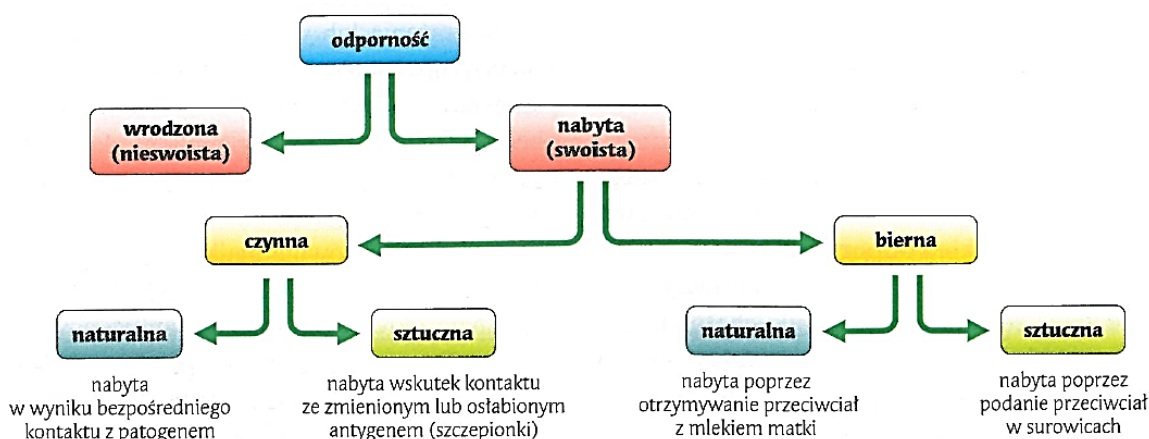 odporność
wrodzona
(nieswoista)
nabyta
(swoista)
czynna
bierna
naturalna
sztuczna
naturalna
sztuczna
nabyta
w wyniku bezpośredniego
kontaktu z patogenem
nabyta wskutek kontaktu
ze zmienionym lub osłabionym
antygenem (szczepionki)
nabyta poprzez
otrzymywanie przeciwciał
z mlekiem matki
nabyta poprzez
podanie przeciwciał
w surowicach